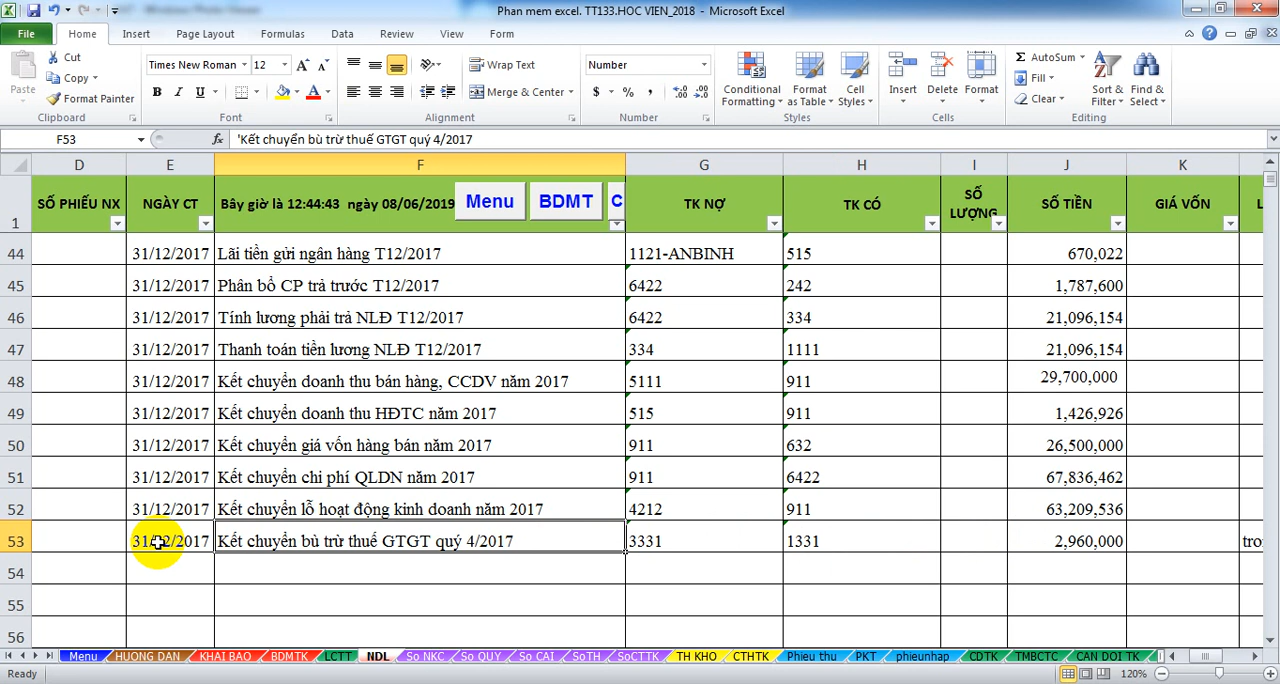 Phan mem excel. TT133.HOC VIEN_2018 - Microsoft Excel
File Home Insert Page Layout Formulas Data Review View Form
Cut
Copy
Format Painter
Paste
Clipboard
Times New Roman 12
B I U
Font
Wrap Text
Merge & Center
Alignment
Number
$ % ,
Number
Conditional Formatting
Format as Table
Cell Styles
Styles
Insert Delete Format
Cells
AutoSum
Fill
Clear
Sort & Filter
Find & Select
Editing
F53 fx 'Kết chuyển bù trừ thuế GTGT quý 4/2017
D E F G H I J K
1 SỐ PHIẾU NX NGÀY CT Bây giờ là 12:44:43 ngày 08/06/2019 Menu BDMT C TK NỢ TK CÓ SỐ LƯỢNG SỐ TIỀN GIÁ VỐN L
44 31/12/2017 Lãi tiền gửi ngân hàng T12/2017 1121-ANBINH 515 670,022
45 31/12/2017 Phân bổ CP trả trước T12/2017 6422 242 1,787,600
46 31/12/2017 Tính lương phải trả NLĐ T12/2017 6422 334 21,096,154
47 31/12/2017 Thanh toán tiền lương NLĐ T12/2017 334 1111 21,096,154
48 31/12/2017 Kết chuyển doanh thu bán hàng, CCDV năm 2017 5111 911 29,700,000
49 31/12/2017 Kết chuyển doanh thu HĐTC năm 2017 515 911 1,426,926
50 31/12/2017 Kết chuyển giá vốn hàng bán năm 2017 911 632 26,500,000
51 31/12/2017 Kết chuyển chi phí QLDN năm 2017 911 6422 67,836,462
52 31/12/2017 Kết chuyển lỗ hoạt động kinh doanh năm 2017 4212 911 63,209,536
53 31/12/2017 Kết chuyển bù trừ thuế GTGT quý 4/2017 3331 1331 2,960,000 tro
54
55
56
Menu HUONG DAN KHAI BAO BDMTK LCTT NDL So NKC So QUY So CAI SoTH SoCTTK TH KHO CTHTK Phieu thu PKT phieunhap CDTK TMBCTC CAN DOI TK
Ready 120%